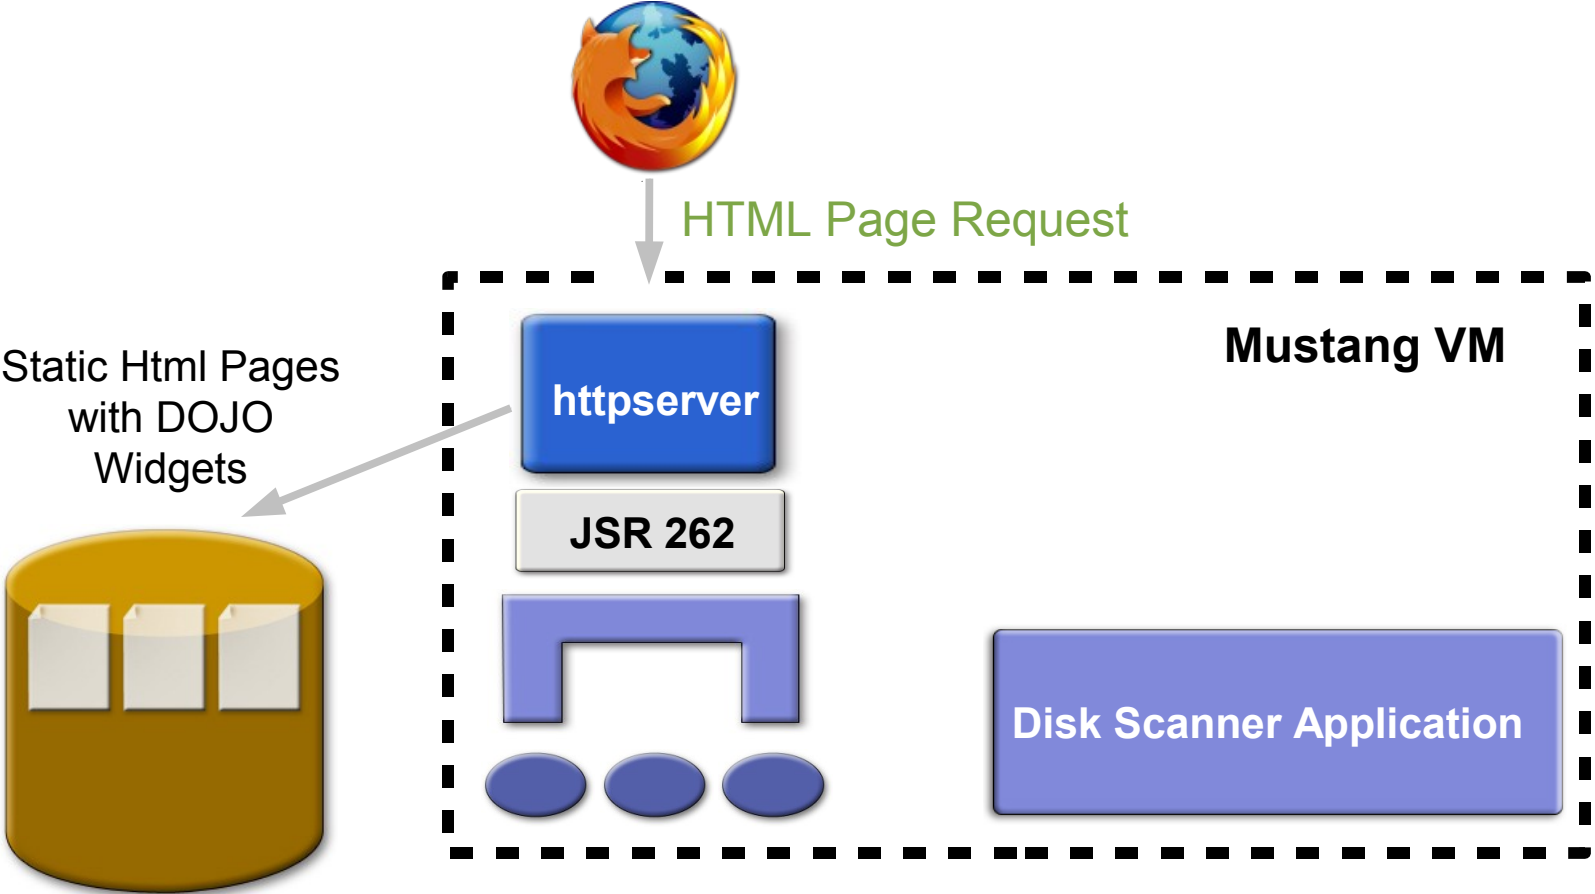 HTML Page Request
Mustang VM
Static Html Pages
with DOJO
Widgets
httpserver
JSR 262
Disk Scanner Application